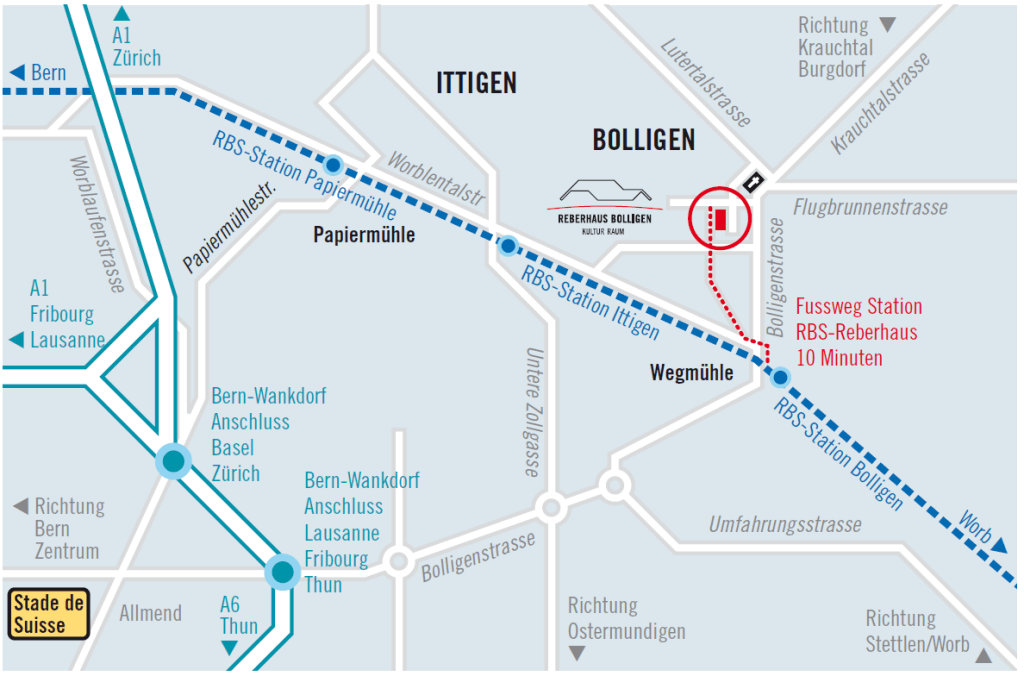 A1
Zürich
Bern
ITTIGEN
BOLLIGEN
Richtung
Krauchtal
Burgdorf
Lutertalstrasse
Krauchtalstrasse
RBS-Station Papiermühle
Worblentalstr
Worblaufenstrasse
Papiermühlestr.
Papiermühle
REBERHAUS BOLLIGEN
KULTUR RAUM
Flugbrunnenstrasse
Bolligenstrasse
A1
Fribourg
Lausanne
RBS-Station Ittigen
Fussweg Station
RBS-Reberhaus
10 Minuten
Wegmühle
Untere Zollgasse
Bern-Wankdorf
Anschluss
Basel
Zürich
RBS-Station Bolligen
Bern-Wankdorf
Anschluss
Lausanne
Fribourg
Thun
Richtung
Bern
Zentrum
Bolligenstrasse
Umfahrungsstrasse
Worb
Stade de
Suisse
Allmend
A6
Thun
Richtung
Ostermundigen
Richtung
Stettlen/Worb